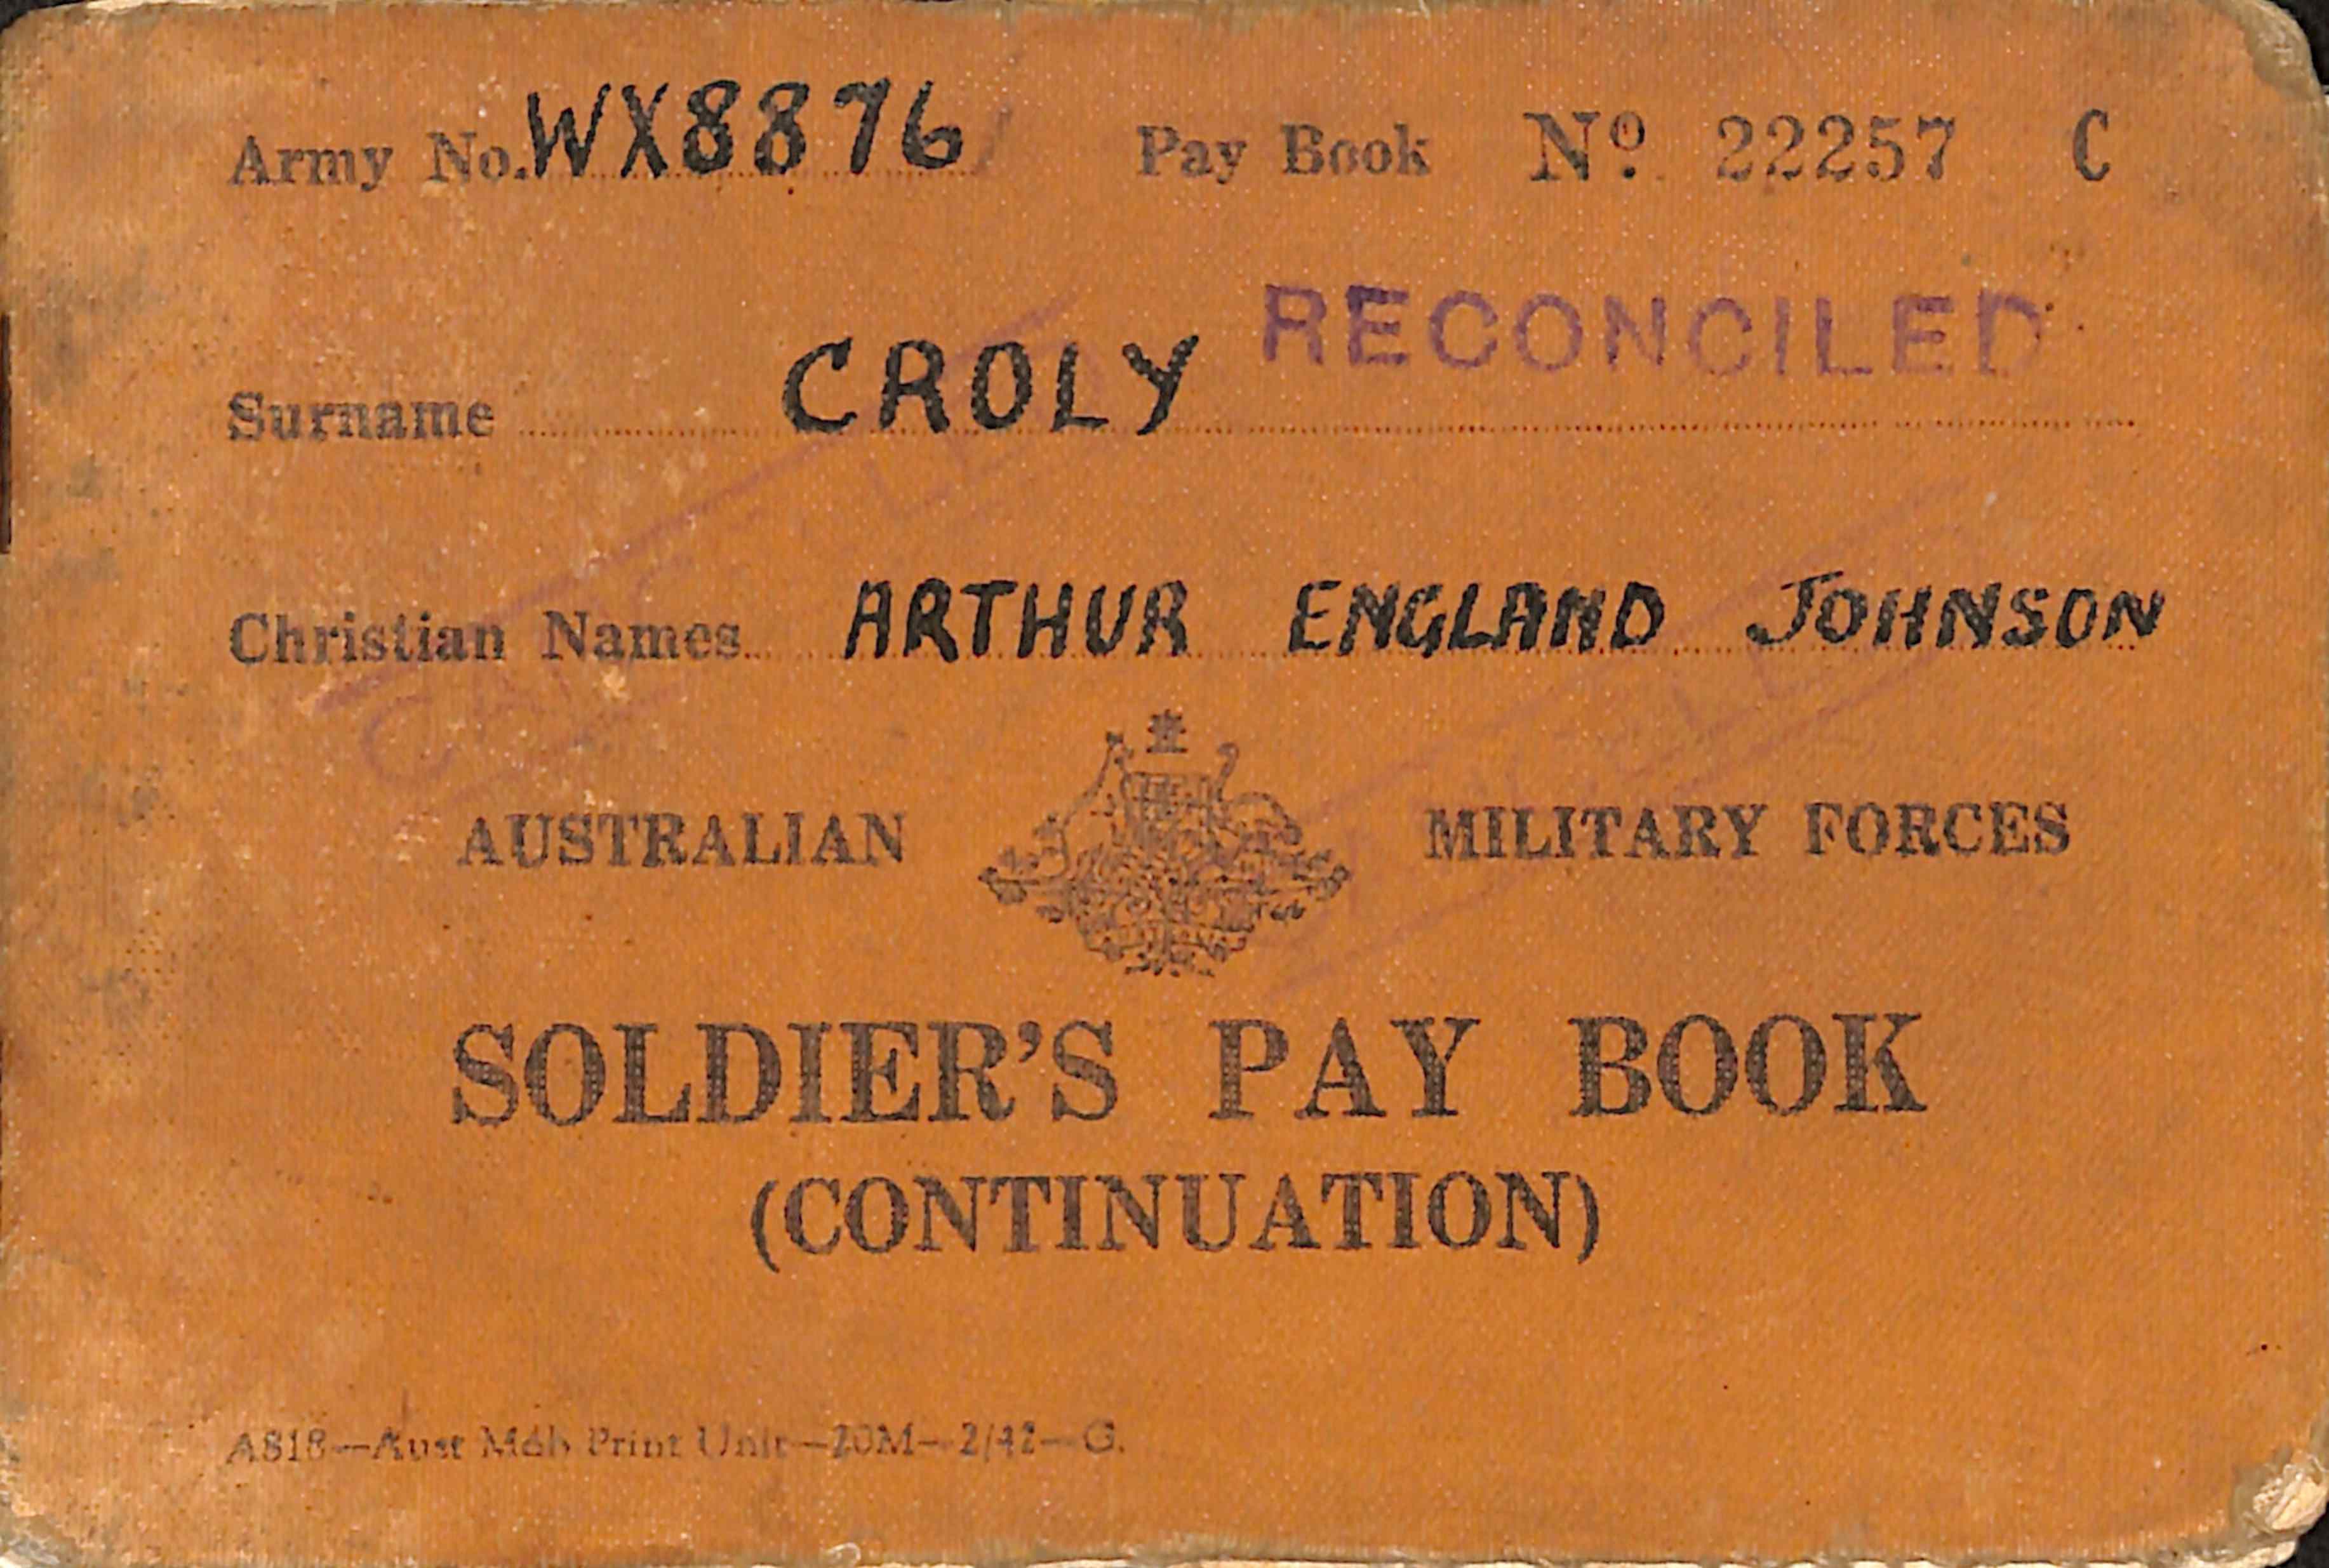 Army No. WX8876 Pay Book Nº 22257 C
RECONCILED
Surname CROLY
Christian Names ARTHUR ENGLAND JOHNSON
AUSTRALIAN MILITARY FORCES
SOLDIER'S PAY BOOK
(CONTINUATION)
A818—Aust Mob Print Unit—20M—2/42—G.